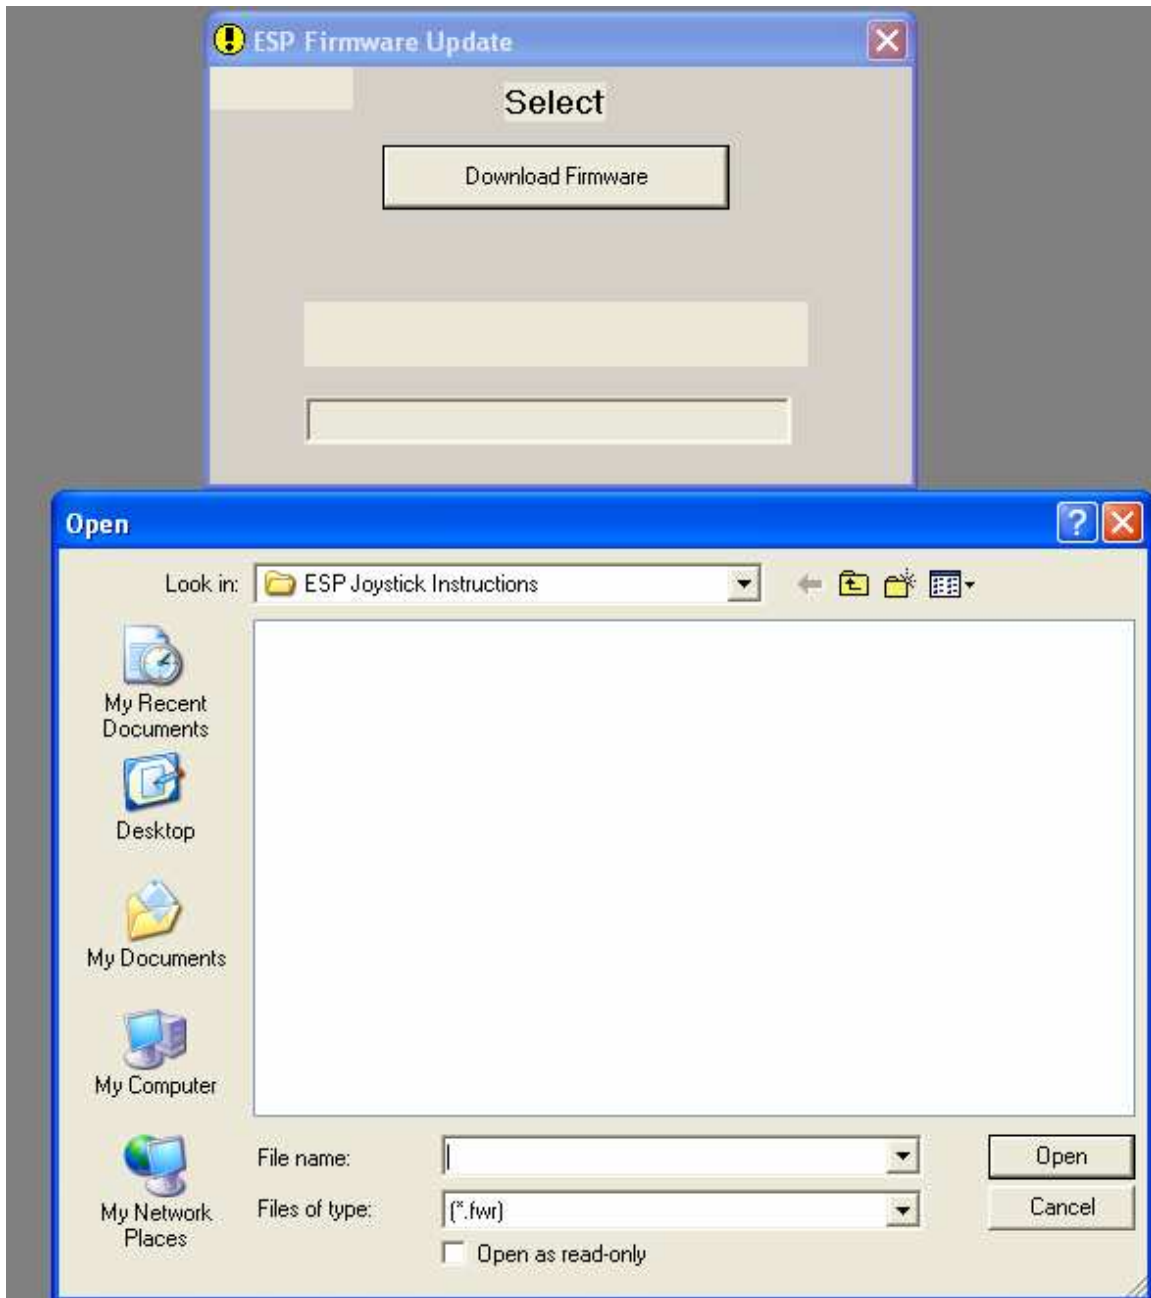 ESP Firmware Update
Select
Download Firmware
Open
Look in:
ESP Joystick Instructions
My Recent
Documents
Desktop
My Documents
My Computer
My Network
Places
File name:
Open
Files of type:
(*.fwr)
Cancel
Open as read-only